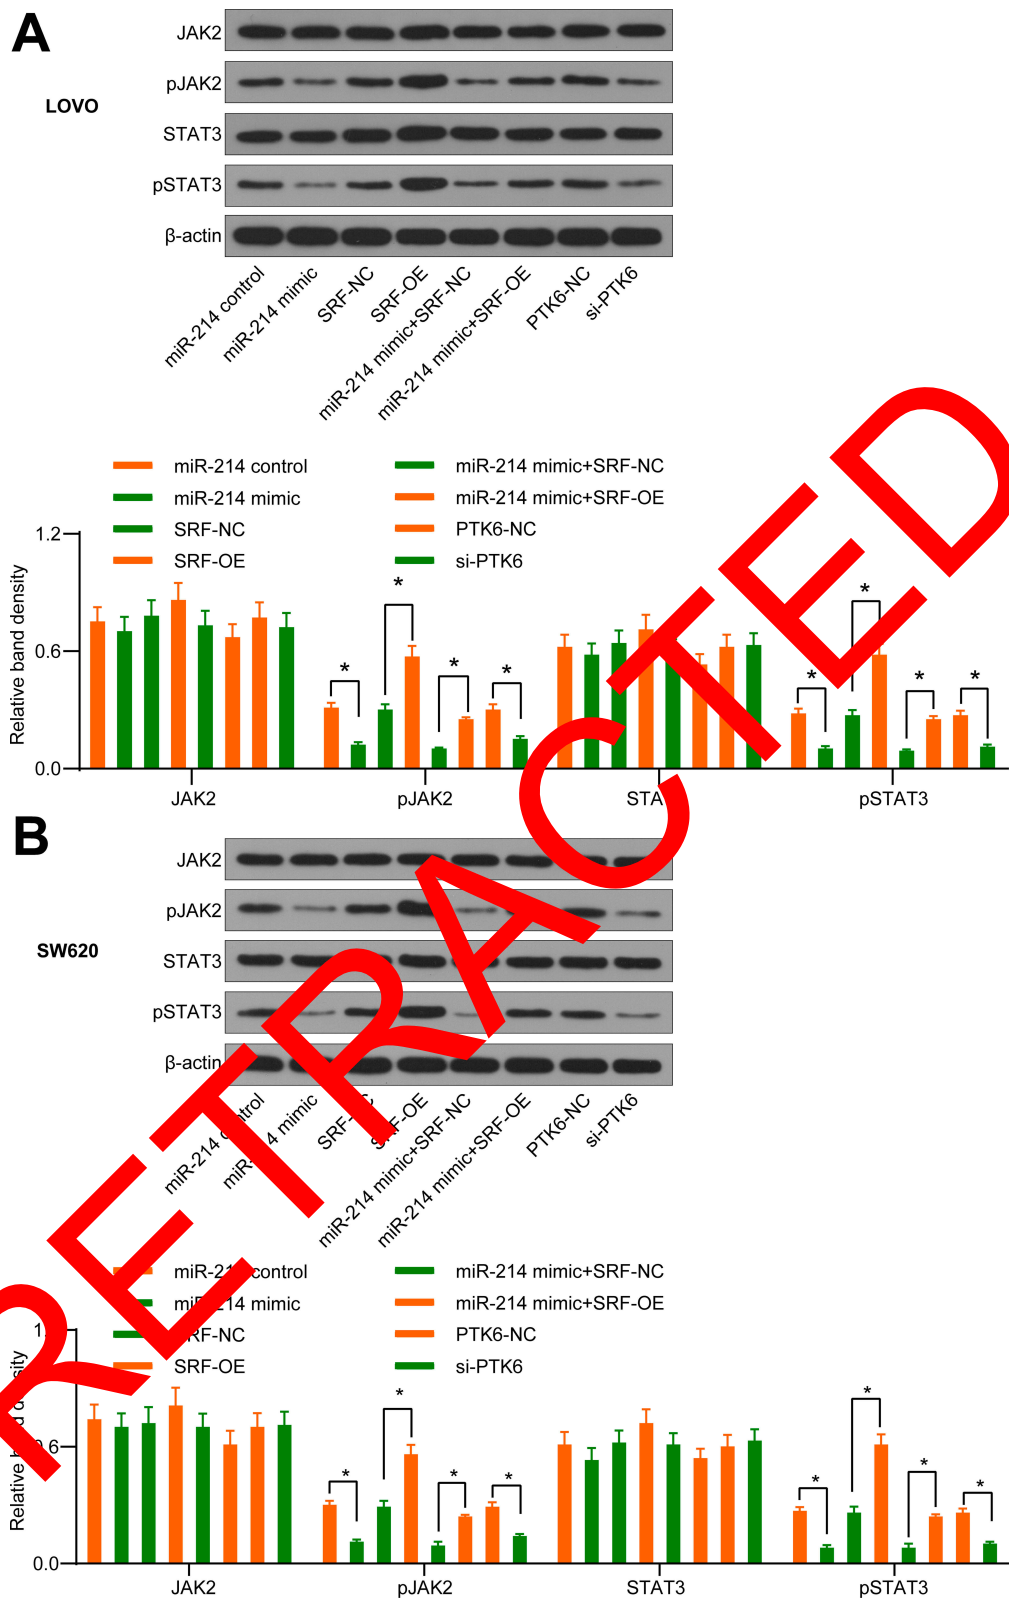 A
LOVO
JAK2
pJAK2
STAT3
pSTAT3
β-actin
miR-214 control
miR-214 mimic
SRF-NC
SRF-OE
miR-214 mimic+SRF-NC
miR-214 mimic+SRF-OE
PTK6-NC
si-PTK6
miR-214 control
miR-214 mimic
SRF-NC
SRF-OE
miR-214 mimic+SRF-NC
miR-214 mimic+SRF-OE
PTK6-NC
si-PTK6
Relative band density
1.2
0.6
0.0
* * * *
* * * *
JAK2
pJAK2
STA
pSTAT3
B
SW620
JAK2
pJAK2
STAT3
pSTAT3
β-actin
miR-214
mimic
SRF-OE
miR-214 mimic+SRF-NC
miR-214 mimic+SRF-OE
PTK6-NC
si-PTK6
miR-214 control
miR-214 mimic
SRF-NC
SRF-OE
miR-214 mimic+SRF-NC
miR-214 mimic+SRF-OE
PTK6-NC
si-PTK6
Relative
0.0
* * * *
* * * *
JAK2
pJAK2
STAT3
pSTAT3
RETRACTED